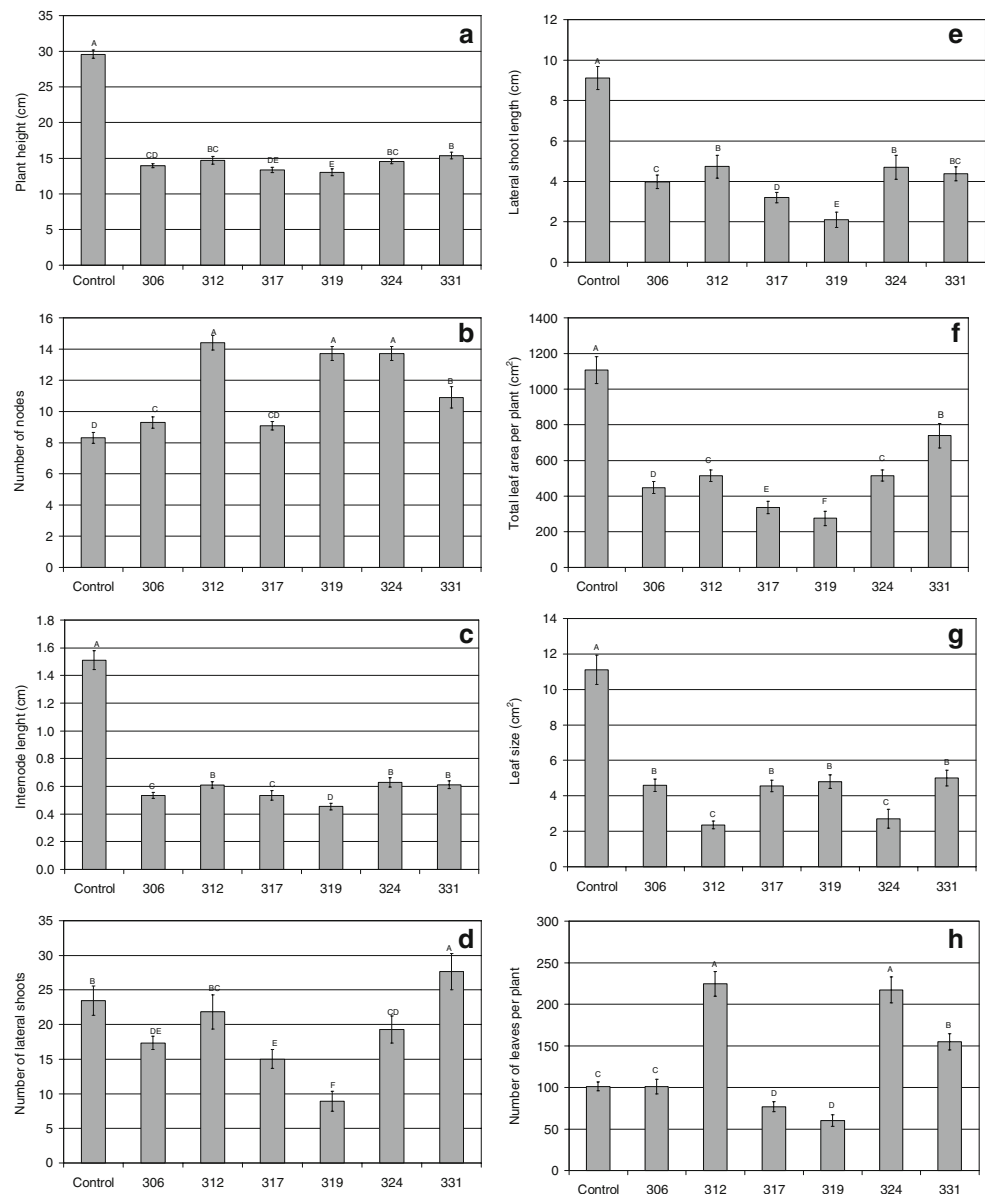 a
Plant height (cm)
35
30
25
20
15
10
5
0
A
CD
BC
DE
E
BC
B
Control 306 312 317 319 324 331
b
Number of nodes
16
14
12
10
8
6
4
2
0
D
C
A
CD
A
A
B
Control 306 312 317 319 324 331
c
Internode lenght (cm)
1.8
1.6
1.4
1.2
1.0
0.8
0.6
0.4
0.2
0.0
A
C
B
C
D
B
B
Control 306 312 317 319 324 331
d
Number of lateral shoots
35
30
25
20
15
10
5
0
B
DE
BC
E
F
CD
A
Control 306 312 317 319 324 331
e
Lateral shoot length (cm)
12
10
8
6
4
2
0
A
C
B
D
E
B
BC
Control 306 312 317 319 324 331
f
Total leaf area per plant (cm²)
1400
1200
1000
800
600
400
200
0
A
D
C
E
F
C
B
Control 306 312 317 319 324 331
g
Leaf size (cm²)
14
12
10
8
6
4
2
0
A
B
C
B
B
C
B
Control 306 312 317 319 324 331
h
Number of leaves per plant
300
250
200
150
100
50
0
C
C
A
D
D
A
B
Control 306 312 317 319 324 331